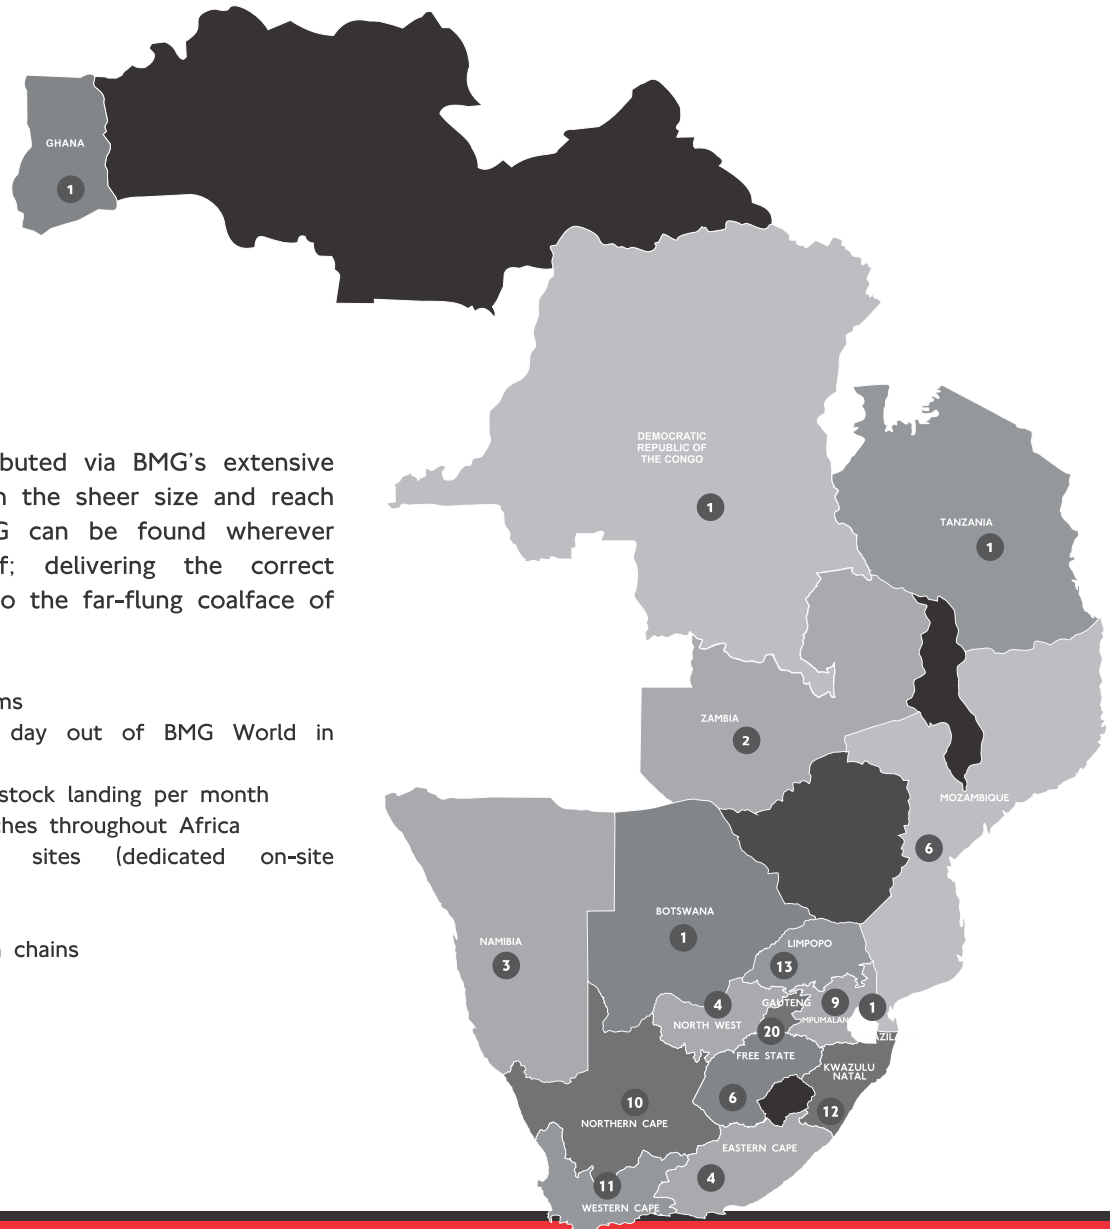 GHANA
1
buted via BMG's extensive
n the sheer size and reach
G can be found wherever
f; delivering the correct
o the far-flung coalface of
ms
day out of BMG World in
stock landing per month
ches throughout Africa
sites (dedicated on-site
n chains
DEMOCRATIC
REPUBLIC OF
THE CONGO
1
TANZANIA
1
ZAMBIA
2
MOZAMBIQUE
6
BOTSWANA
1
NAMIBIA
3
LIMPOPO
13
4
NORTH WEST
GAUTENG
20
9
MPUMALAN
1
AZILA
FREE STATE
6
KWAZULU
NATAL
12
10
NORTHERN CAPE
EASTERN CAPE
4
11
WESTERN CAPE